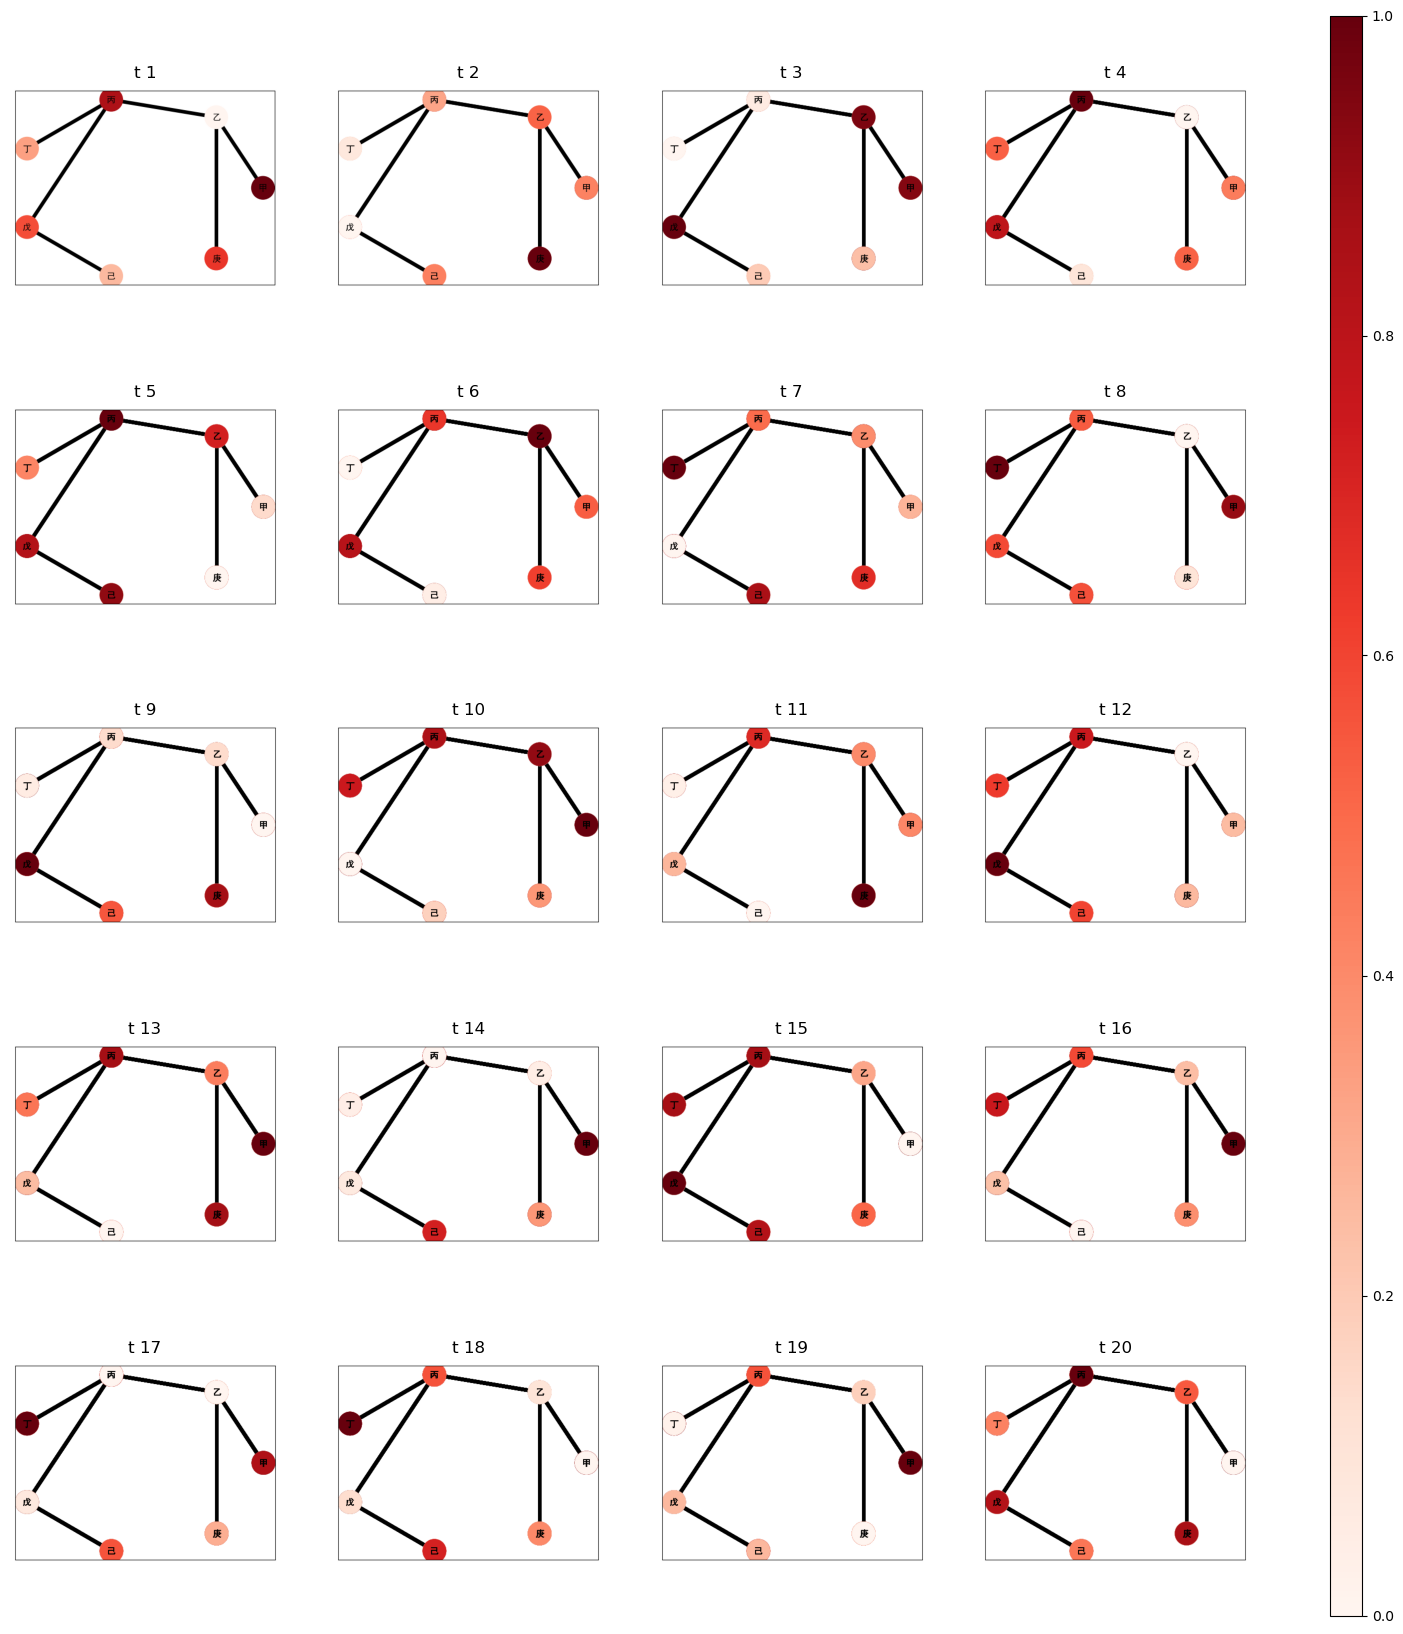 t 1
丙
乙
丁
甲
戊
庚
己
t 2
丙
乙
丁
甲
戊
庚
己
t 3
丙
乙
丁
甲
戊
庚
己
t 4
丙
乙
丁
甲
戊
庚
己
t 5
丙
乙
丁
甲
戊
庚
己
t 6
丙
乙
丁
甲
戊
庚
己
t 7
丙
乙
丁
甲
戊
庚
己
t 8
丙
乙
丁
甲
戊
庚
己
t 9
丙
乙
丁
甲
戊
庚
己
t 10
丙
乙
丁
甲
戊
庚
己
t 11
丙
乙
丁
甲
戊
庚
己
t 12
丙
乙
丁
甲
戊
庚
己
t 13
丙
乙
丁
甲
戊
庚
己
t 14
丙
乙
丁
甲
戊
庚
己
t 15
丙
乙
丁
甲
戊
庚
己
t 16
丙
乙
丁
甲
戊
庚
己
t 17
丙
乙
丁
甲
戊
庚
己
t 18
丙
乙
丁
甲
戊
庚
己
t 19
丙
乙
丁
甲
戊
庚
己
t 20
丙
乙
丁
甲
戊
庚
己
1.0
0.8
0.6
0.4
0.2
0.0